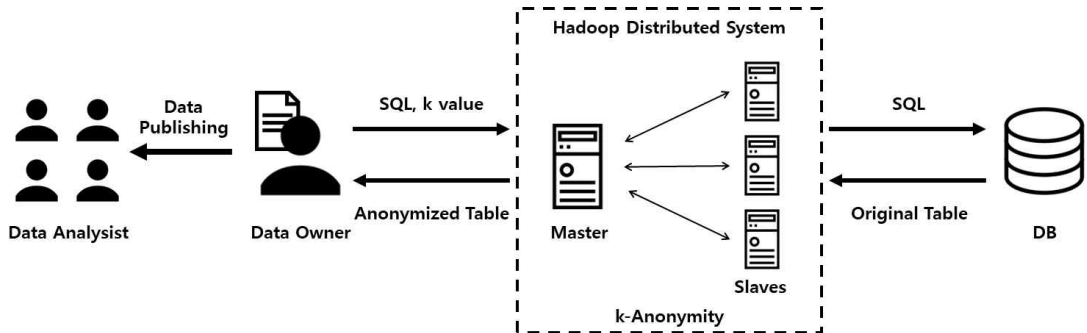 Hadoop Distributed System
Data
Publishing
SQL, k value
SQL
Anonymized Table
Original Table
Data Analysist
Data Owner
Master
DB
Slaves
k-Anonymity